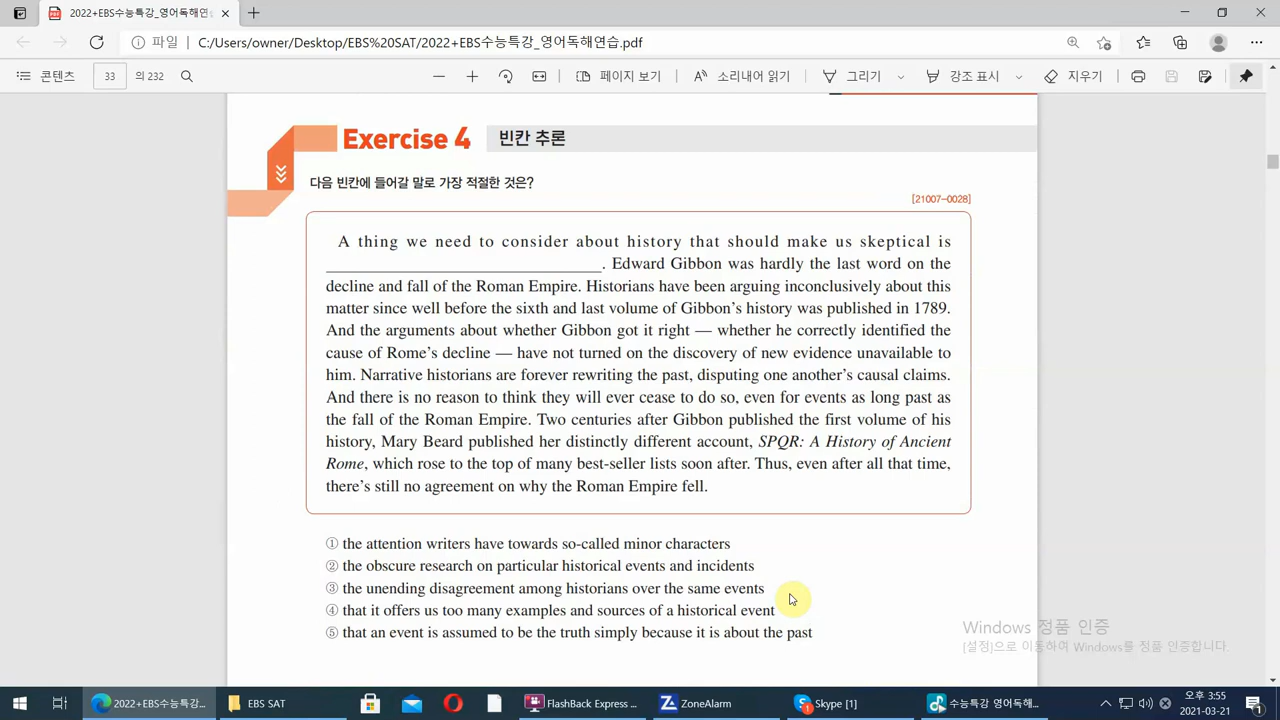 2022+EBS수능특강_영어독해연
파일 C:/Users/owner/Desktop/EBS%20SAT/2022+EBS수능특강_영어독해연습.pdf
콘텐츠 33 의 232 페이지 보기 소리내어 읽기 그리기 강조 표시 지우기
Exercise 4 빈칸 추론
다음 빈칸에 들어갈 말로 가장 적절한 것은?
[21007-0028]
A thing we need to consider about history that should make us skeptical is
. Edward Gibbon was hardly the last word on the
decline and fall of the Roman Empire. Historians have been arguing inconclusively about this
matter since well before the sixth and last volume of Gibbon's history was published in 1789.
And the arguments about whether Gibbon got it right — whether he correctly identified the
cause of Rome's decline — have not turned on the discovery of new evidence unavailable to
him. Narrative historians are forever rewriting the past, disputing one another's causal claims.
And there is no reason to think they will ever cease to do so, even for events as long past as
the fall of the Roman Empire. Two centuries after Gibbon published the first volume of his
history, Mary Beard published her distinctly different account, SPQR: A History of Ancient
Rome, which rose to the top of many best-seller lists soon after. Thus, even after all that time,
there's still no agreement on why the Roman Empire fell.
① the attention writers have towards so-called minor characters
② the obscure research on particular historical events and incidents
③ the unending disagreement among historians over the same events
④ that it offers us too many examples and sources of a historical event
⑤ that an event is assumed to be the truth simply because it is about the past
Windows 정품 인증
[설정]으로 이동하여 Windows를 정품 인증합니다.
2022+EBS수능특강... EBS SAT FlashBack Express ... ZoneAlarm Skype [1] 수능특강 영어독해... 오후 3:55
2021-03-21